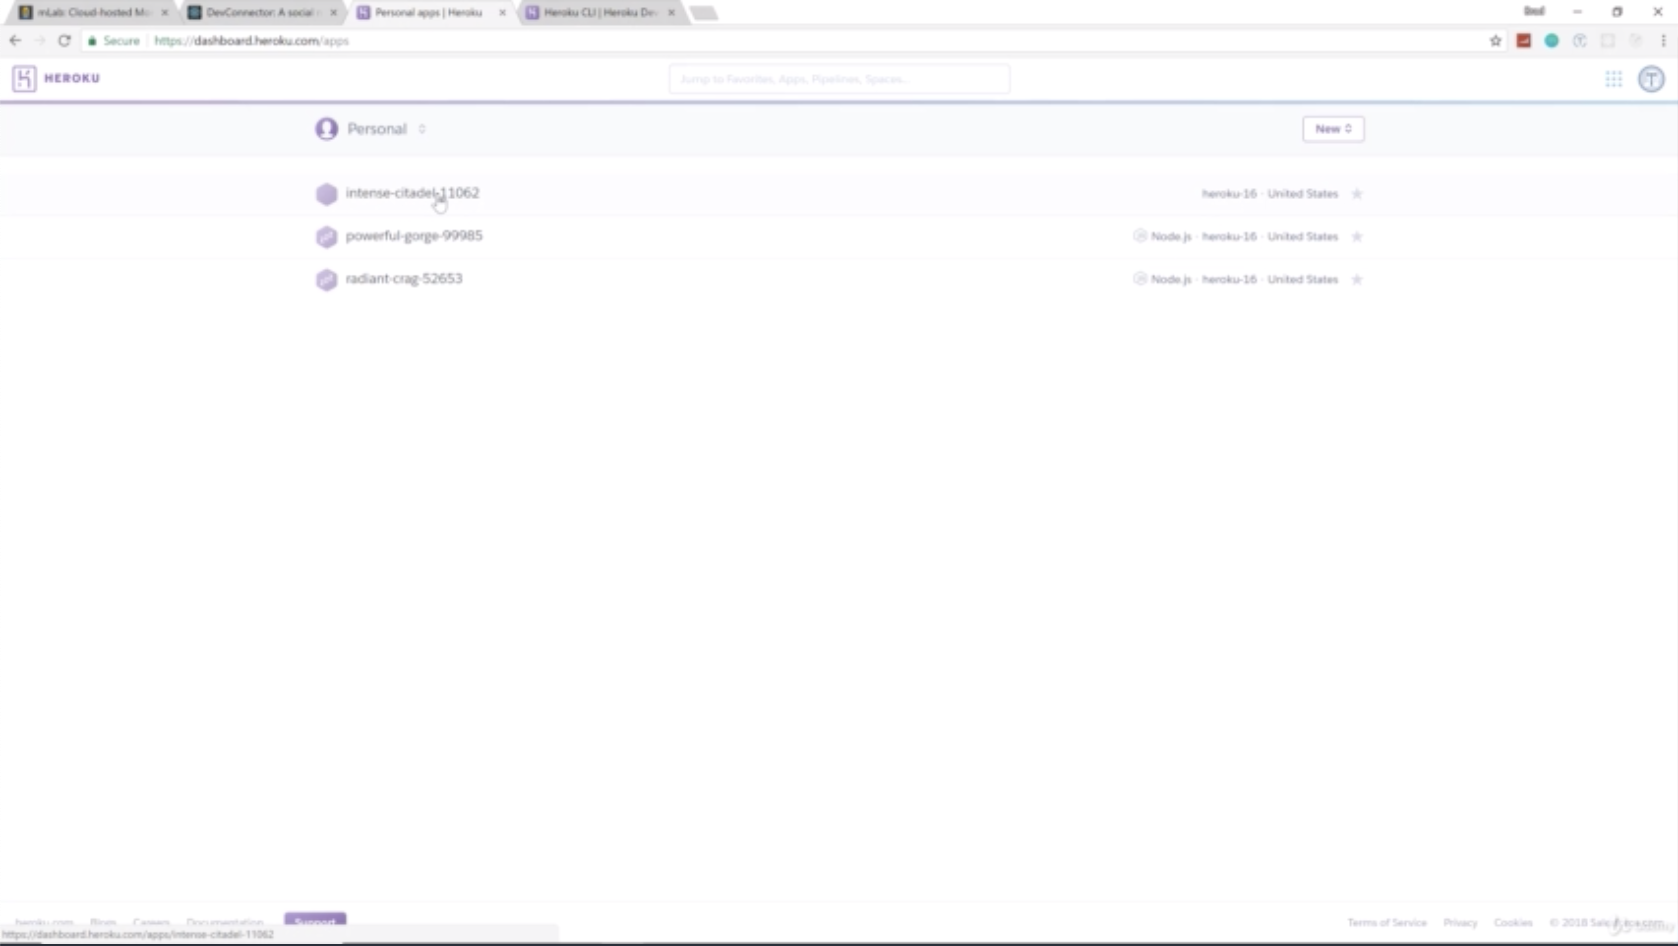 mLab: Cloud-hosted Mo
DevConnector: A social n
Personal apps | Heroku
Heroku CLI | Heroku Dev
Brad
Secure https://dashboard.heroku.com/apps
HEROKU
Jump to Favorites, Apps, Pipelines, Spaces...
Personal
New
intense-citadel-11062
heroku-16 · United States
powerful-gorge-99985
Node.js · heroku-16 · United States
radiant-crag-52653
Node.js · heroku-16 · United States
heroku.com Blogs Careers Documentation Support
Terms of Service Privacy Cookies © 2018
https://dashboard.heroku.com/apps/intense-citadel-11062